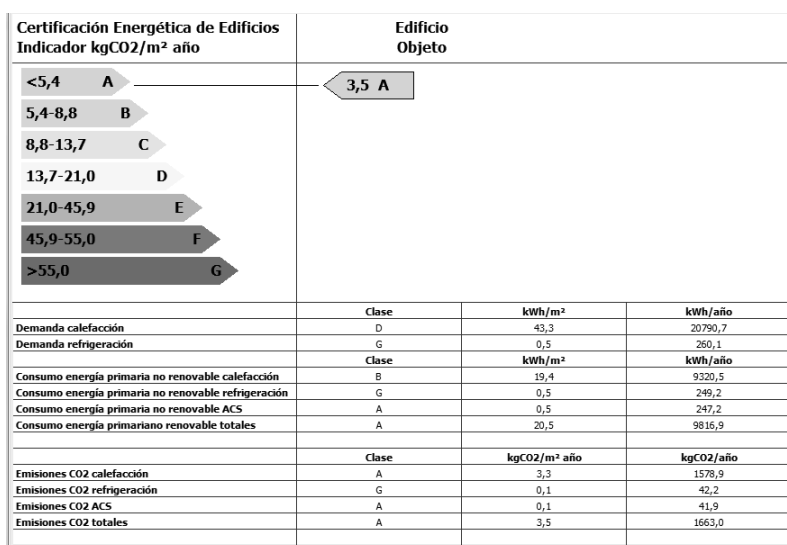 Certificación Energética de Edificios
Indicador kgCO2/m² año
Edificio
Objeto
<5,4 A
3,5 A
5,4-8,8 B
8,8-13,7 C
13,7-21,0 D
21,0-45,9 E
45,9-55,0 F
>55,0 G
Clase kWh/m² kWh/año
Demanda calefacción D 43,3 20790,7
Demanda refrigeración G 0,5 260,1
Clase kWh/m² kWh/año
Consumo energía primaria no renovable calefacción B 19,4 9320,5
Consumo energía primaria no renovable refrigeración G 0,5 249,2
Consumo energía primaria no renovable ACS A 0,5 247,2
Consumo energía primariano renovable totales A 20,5 9816,9
Clase kgCO2/m² año kgCO2/año
Emisiones CO2 calefacción A 3,3 1578,9
Emisiones CO2 refrigeración G 0,1 42,2
Emisiones CO2 ACS A 0,1 41,9
Emisiones CO2 totales A 3,5 1663,0